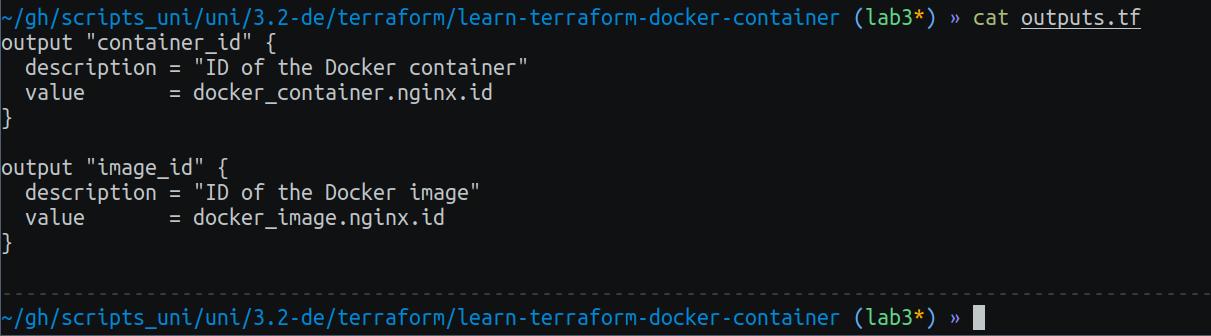 ~/gh/scripts_uni/uni/3.2-de/terraform/learn-terraform-docker-container (lab3*) » cat outputs.tf
output "container_id" {
  description = "ID of the Docker container"
  value       = docker_container.nginx.id
}

output "image_id" {
  description = "ID of the Docker image"
  value       = docker_image.nginx.id
}

~/gh/scripts_uni/uni/3.2-de/terraform/learn-terraform-docker-container (lab3*) »